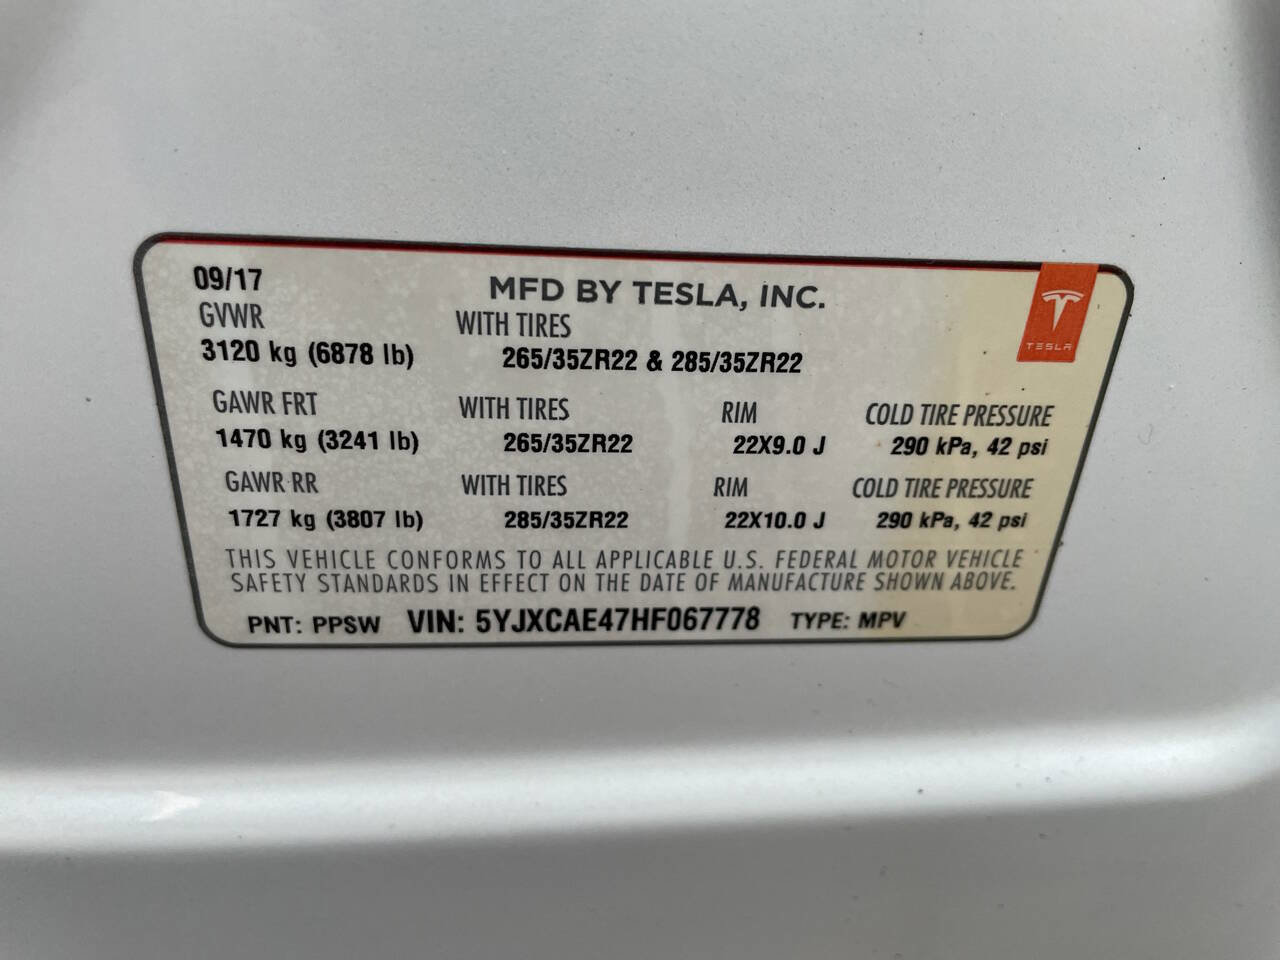 09/17
MFD BY TESLA, INC.
TESLA
GVWR WITH TIRES
3120 kg (6878 lb) 265/35ZR22 & 285/35ZR22
GAWR FRT WITH TIRES RIM COLD TIRE PRESSURE
1470 kg (3241 lb) 265/35ZR22 22X9.0 J 290 kPa, 42 psi
GAWR RR WITH TIRES RIM COLD TIRE PRESSURE
1727 kg (3807 lb) 285/35ZR22 22X10.0 J 290 kPa, 42 psi
THIS VEHICLE CONFORMS TO ALL APPLICABLE U.S. FEDERAL MOTOR VEHICLE
SAFETY STANDARDS IN EFFECT ON THE DATE OF MANUFACTURE SHOWN ABOVE.
PNT: PPSW VIN: 5YJXCAE47HF067778 TYPE: MPV